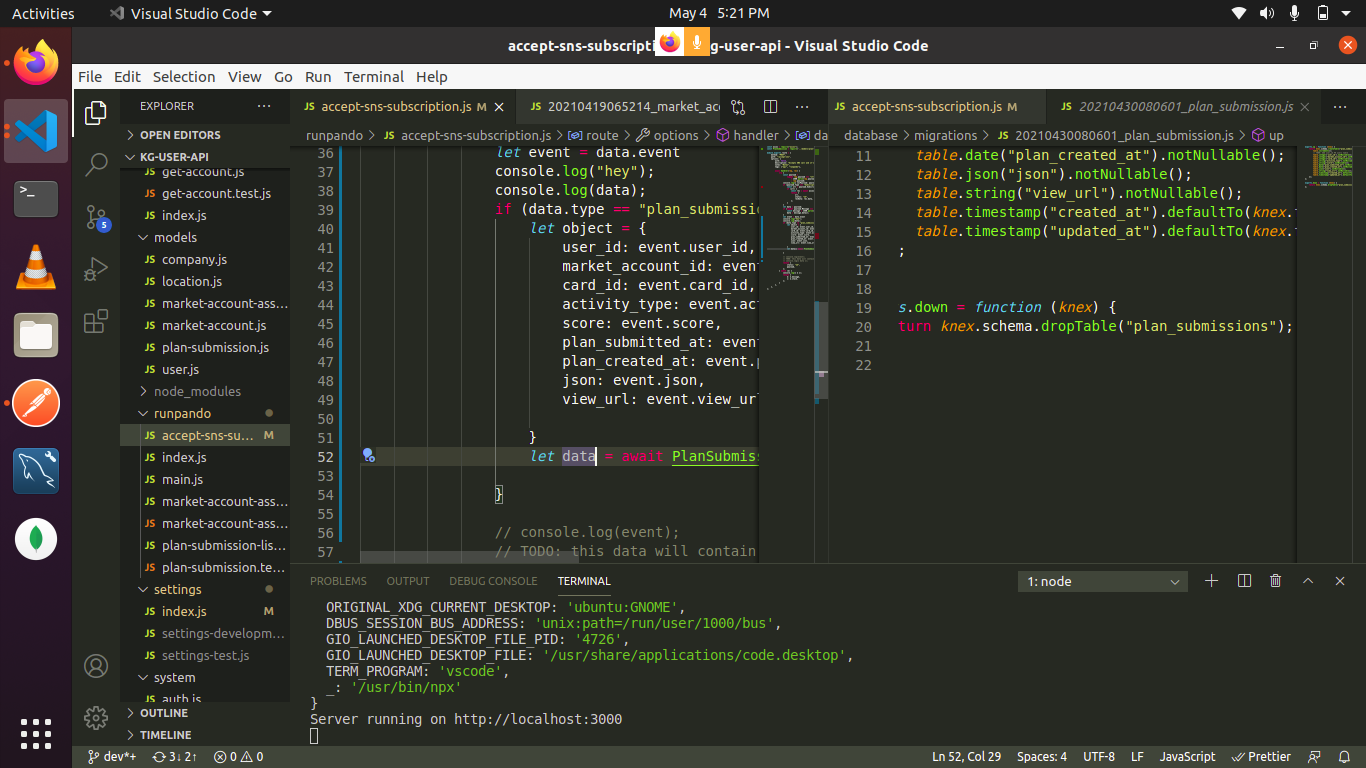 Activities
Visual Studio Code
May 4 5:21 PM
accept-sns-subscripti
g-user-api - Visual Studio Code
File Edit Selection View Go Run Terminal Help
EXPLORER ···
OPEN EDITORS
KG-USER-API
get-account.js
get-account.test.js
index.js
models
company.js
location.js
market-account-ass...
market-account.js
plan-submission.js
user.js
node_modules
runpando
accept-sns-su... M
index.js
main.js
market-account-ass...
market-account-ass...
plan-submission-lis...
plan-submission.te...
settings
index.js M
settings-developm...
settings-test.js
system
auth.js
OUTLINE
TIMELINE
5
JS accept-sns-subscription.js M
JS 20210419065214_market_ac
runpando > JS accept-sns-subscription.js > route > options > handler > da
36 let event = data.event
37 console.log("hey");
38 console.log(data);
39 if (data.type == "plan_submissi
40 let object = {
41 user_id: event.user_id,
42 market_account_id: event
43 card_id: event.card_id,
44 activity_type: event.act
45 score: event.score,
46 plan_submitted_at: event
47 plan_created_at: event.p
48 json: event.json,
49 view_url: event.view_url
50
51 }
52 let data = await PlanSubmiss
53
54 }
55
56 // console.log(event);
57 // TODO: this data will contain
JS accept-sns-subscription.js M
JS 20210430080601_plan_submission.js
database > migrations > JS 20210430080601_plan_submission.js > up
11 table.date("plan_created_at").notNullable();
12 table.json("json").notNullable();
13 table.string("view_url").notNullable();
14 table.timestamp("created_at").defaultTo(knex.
15 table.timestamp("updated_at").defaultTo(knex.
16 ;
17
18
19 s.down = function (knex) {
20 turn knex.schema.dropTable("plan_submissions");
21
22
PROBLEMS OUTPUT DEBUG CONSOLE TERMINAL
1: node
ORIGINAL_XDG_CURRENT_DESKTOP: 'ubuntu:GNOME',
DBUS_SESSION_BUS_ADDRESS: 'unix:path=/run/user/1000/bus',
GIO_LAUNCHED_DESKTOP_FILE_PID: '4726',
GIO_LAUNCHED_DESKTOP_FILE: '/usr/share/applications/code.desktop',
TERM_PROGRAM: 'vscode',
_: '/usr/bin/npx'
}
Server running on http://localhost:3000
dev*+ 3↓ 2↑ 0 0
Ln 52, Col 29 Spaces: 4 UTF-8 LF JavaScript Prettier